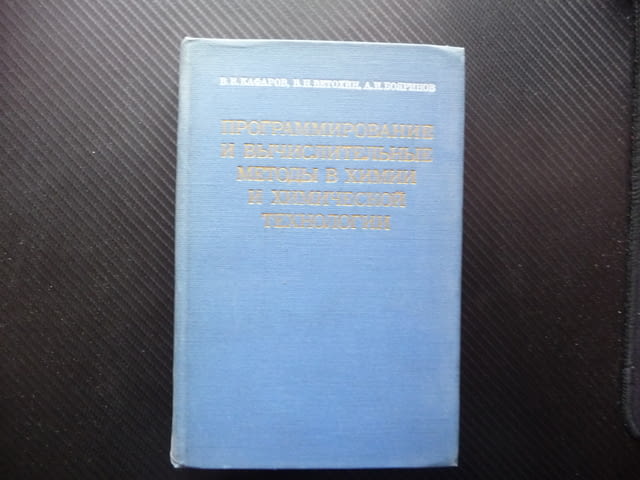 В. В. КАФАРОВ, В. Н. ВЕТОХИН, А. И. БОЯРИНОВ
ПРОГРАММИРОВАНИЕ
И ВЫЧИСЛИТЕЛЬНЫЕ
МЕТОДЫ В ХИМИИ
И ХИМИЧЕСКОЙ
ТЕХНОЛОГИИ